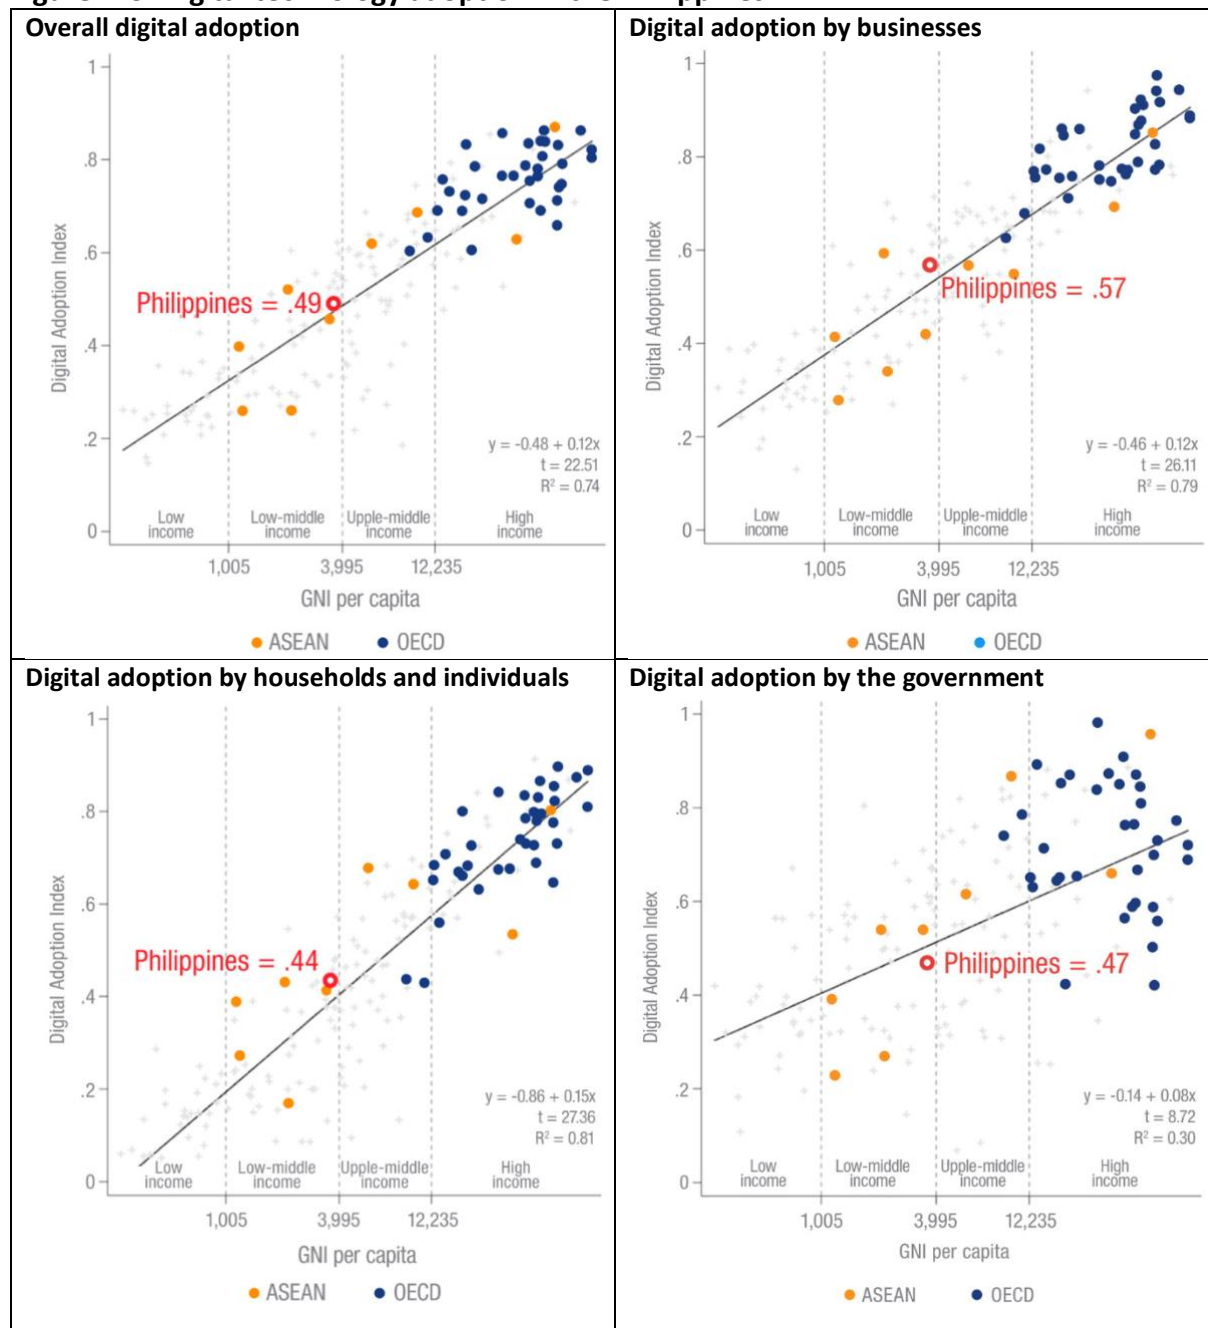 Overall digital adoption
1
.8
.6
.4
.2
0
Digital Adoption Index
Philippines = .49
y = -0.48 + 0.12x
t = 22.51
R² = 0.74
Low income
Low-middle income
Upple-middle income
High income
1,005
3,995
12,235
GNI per capita
ASEAN
OECD
Digital adoption by businesses
1
.8
.6
.4
.2
0
Digital Adoption Index
Philippines = .57
y = -0.46 + 0.12x
t = 26.11
R² = 0.79
Low income
Low-middle income
Upple-middle income
High income
1,005
3,995
12,235
GNI per capita
ASEAN
OECD
Digital adoption by households and individuals
1
.8
.6
.4
.2
0
Digital Adoption Index
Philippines = .44
y = -0.86 + 0.15x
t = 27.36
R² = 0.81
Low income
Low-middle income
Upple-middle income
High income
1,005
3,995
12,235
GNI per capita
ASEAN
OECD
Digital adoption by the government
1
.8
.6
.4
.2
0
Digital Adoption Index
Philippines = .47
y = -0.14 + 0.08x
t = 8.72
R² = 0.30
Low income
Low-middle income
Upple-middle income
High income
1,005
3,995
12,235
GNI per capita
ASEAN
OECD